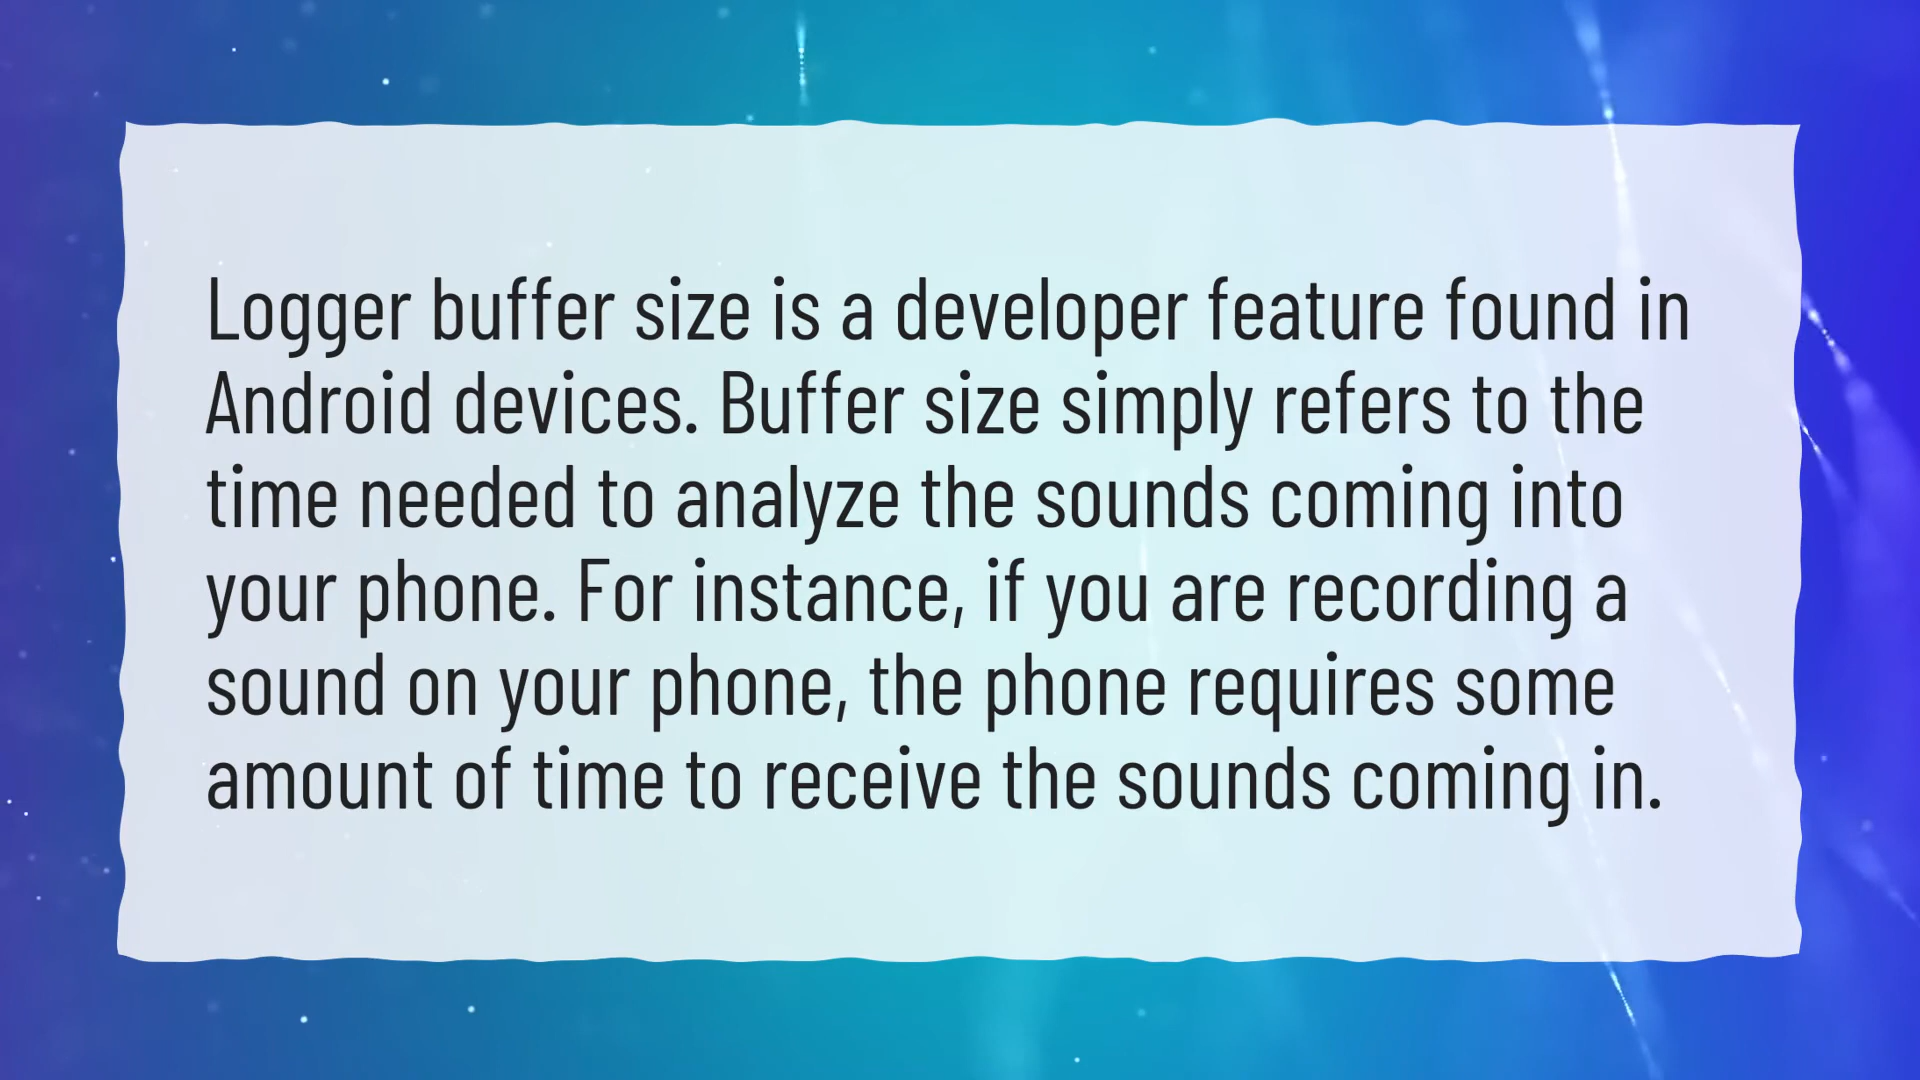 Logger buffer size is a developer feature found in
Android devices. Buffer size simply refers to the
time needed to analyze the sounds coming into
your phone. For instance, if you are recording a
sound on your phone, the phone requires some
amount of time to receive the sounds coming in.